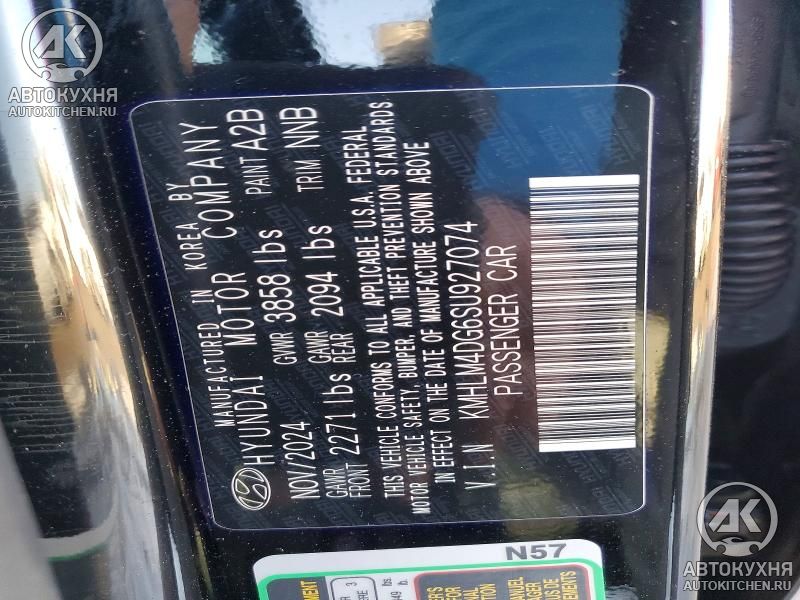 АК
АВТОКУХНЯ
AUTOKITCHEN.RU
MANUFACTURED IN KOREA BY
HYUNDAI MOTOR COMPANY
NOV/2024 GVWR 3858 lbs PAINT A2B
GAWR FRONT 2271 lbs GAWR REAR 2094 lbs TRIM NNB
THIS VEHICLE CONFORMS TO ALL APPLICABLE U.S.A. FEDERAL
MOTOR VEHICLE SAFETY, BUMPER, AND THEFT PREVENTION STANDARDS
IN EFFECT ON THE DATE OF MANUFACTURE SHOWN ABOVE
V.I.N KMHLM4DG6SU927074
PASSENGER CAR
N57
АК
АВТОКУХНЯ
AUTOKITCHEN.RU